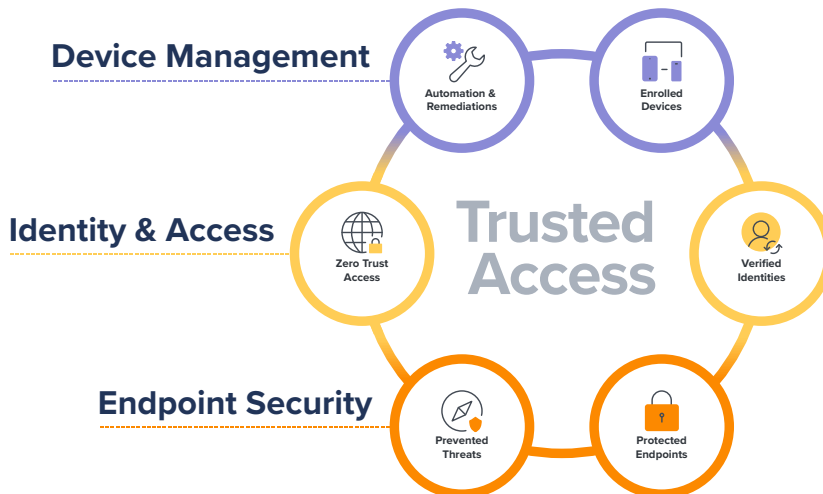 Device Management
Automation &
Remediations
Enrolled
Devices
Identity & Access
Zero Trust
Access
Trusted
Access
Verified
Identities
Endpoint Security
Prevented
Threats
Protected
Endpoints